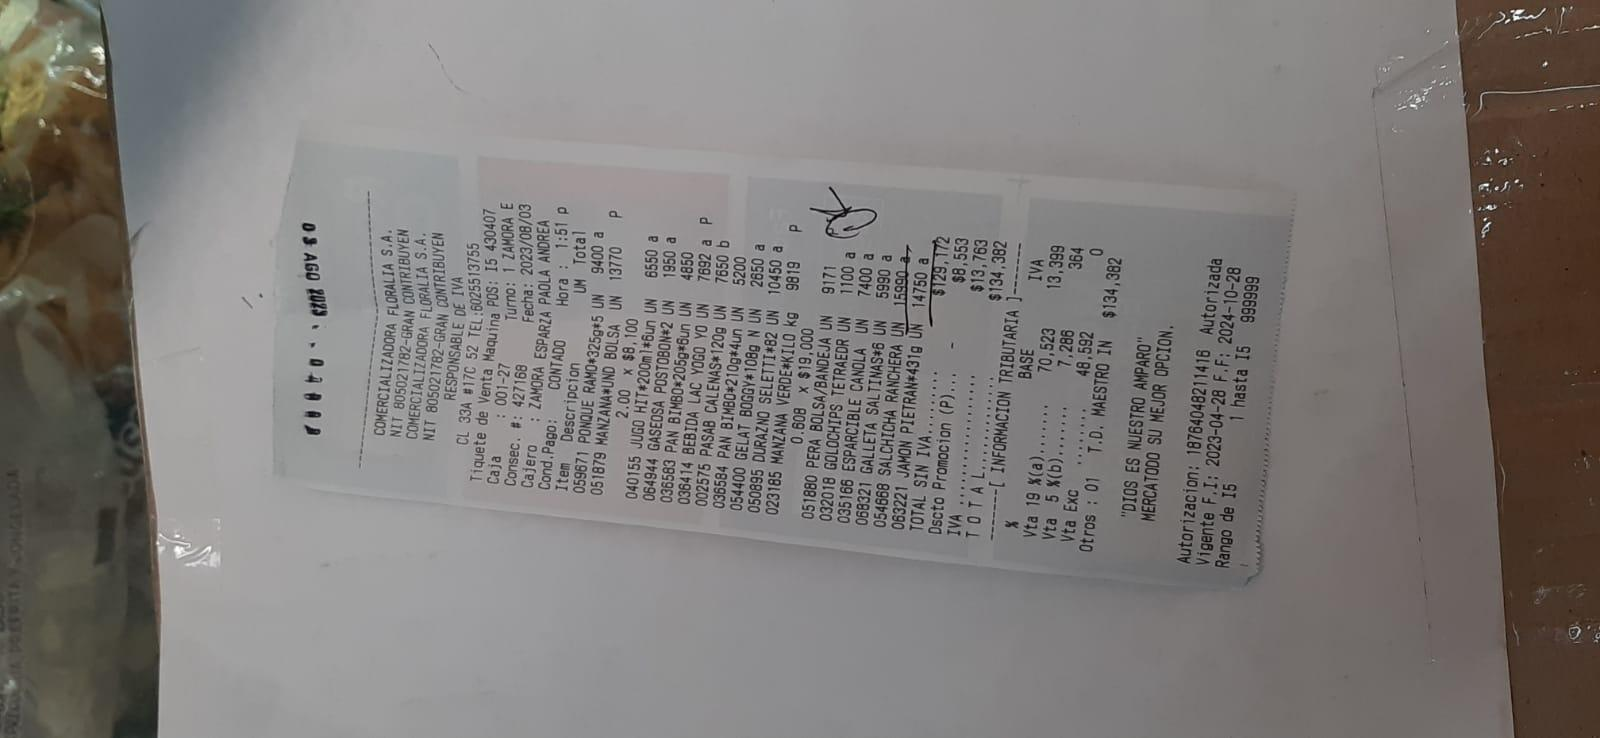 03 AGO 2023
COMERCIALIZADORA FLORALIA S.A.
NIT 805021782-GRAN CONTRIBUYEN
COMERCIALIZADORA FLORALIA S.A.
NIT 805021782-GRAN CONTRIBUYEN
RESPONSABLE DE IVA
CL 33A #17C 52 TEL:6025513755
Tiquete de Venta Maquina POS: I5 430407
Caja : 001-27 Turno: 1 ZAMORA E
Consec. #: 427168 Fecha: 2023/08/03
Cajero : ZAMORA ESPARZA PAOLA ANDREA
Cond.Pago: CONTADO Hora : 1:51 p
Item Descripcion UM Total
059671 PONQUE RAMO*325g*5 UN 9400 a
051879 MANZANA*UND BOLSA UN 13770 P
2.00 x $8,100
040155 JUGO HIT*200ml*6un UN 6550 a
064944 GASEOSA POSTOBON*2 UN 1850 a
036583 PAN BIMBO*205g*6un UN 4850
036414 BEBIDA LAC YOGO YO UN 7692 a P
002575 PASAB CALENAS*120g UN 7650 b
036584 PAN BIMBO*210g*4un UN 5200
054400 GELAT BOGGY*108g N UN 2650 a
050895 DURAZNO SELETTI*82 UN 10450 a
023185 MANZANA VERDE*KILO kg 9819 P
0.608 x $19,000
051880 PERA BOLSA/BANDEJA UN 9171
032018 GOLOCHIPS TETRAEDR UN 1100 a
035166 ESPARCIBLE CANOLA UN 7400 a
068321 GALLETA SALTINAS*6 UN 5990 a
054668 SALCHICHA RANCHERA UN 15990 a
063221 JAMON PIETRAN*431g UN 14750 a
TOTAL SIN IVA........... $129,172
Dscto Promocion (P).... - $8,553
IVA .................... $13,763
T O T A L............... $134,382
------[ INFORMACION TRIBUTARIA ]------
% BASE IVA
Vta 19 %(a)....... 70,523 13,399
Vta 5 %(b)....... 7,286 364
Vta Exc ....... 48,592 0
Otros : 01 T.D. MAESTRO IN $134,382
"DIOS ES NUESTRO AMPARO"
MERCATODO SU MEJOR OPCION.
Autorizacion: 18764048211418 Autorizada
Vigente F.I: 2023-04-28 F.F: 2024-10-28
Rango de I5 1 hasta I5 999999